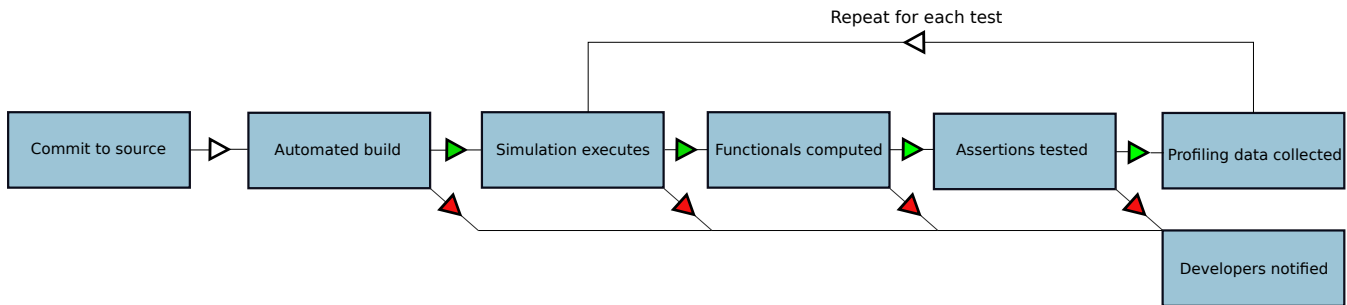 Repeat for each test
Commit to source
Automated build
Simulation executes
Functionals computed
Assertions tested
Profiling data collected
Developers notified